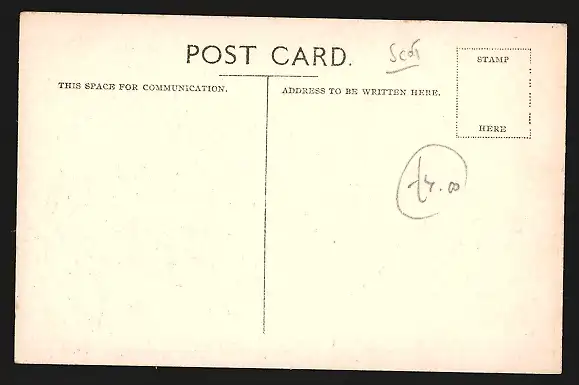 POST CARD.
Scot
STAMP
THIS SPACE FOR COMMUNICATION.
ADDRESS TO BE WRITTEN HERE.
HERE
£4.00